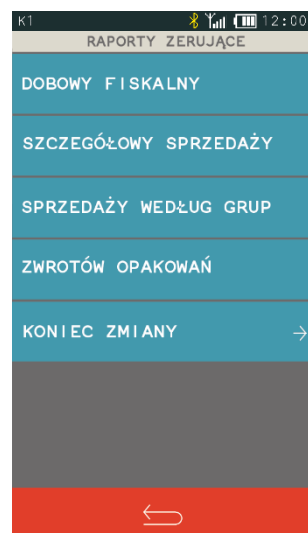 K1 12:00
RAPORTY ZERUJĄCE
DOBOWY FISKALNY
SZCZEGÓŁOWY SPRZEDAŻY
SPRZEDAŻY WEDŁUG GRUP
ZWROTÓW OPAKOWAŃ
KONIEC ZMIANY